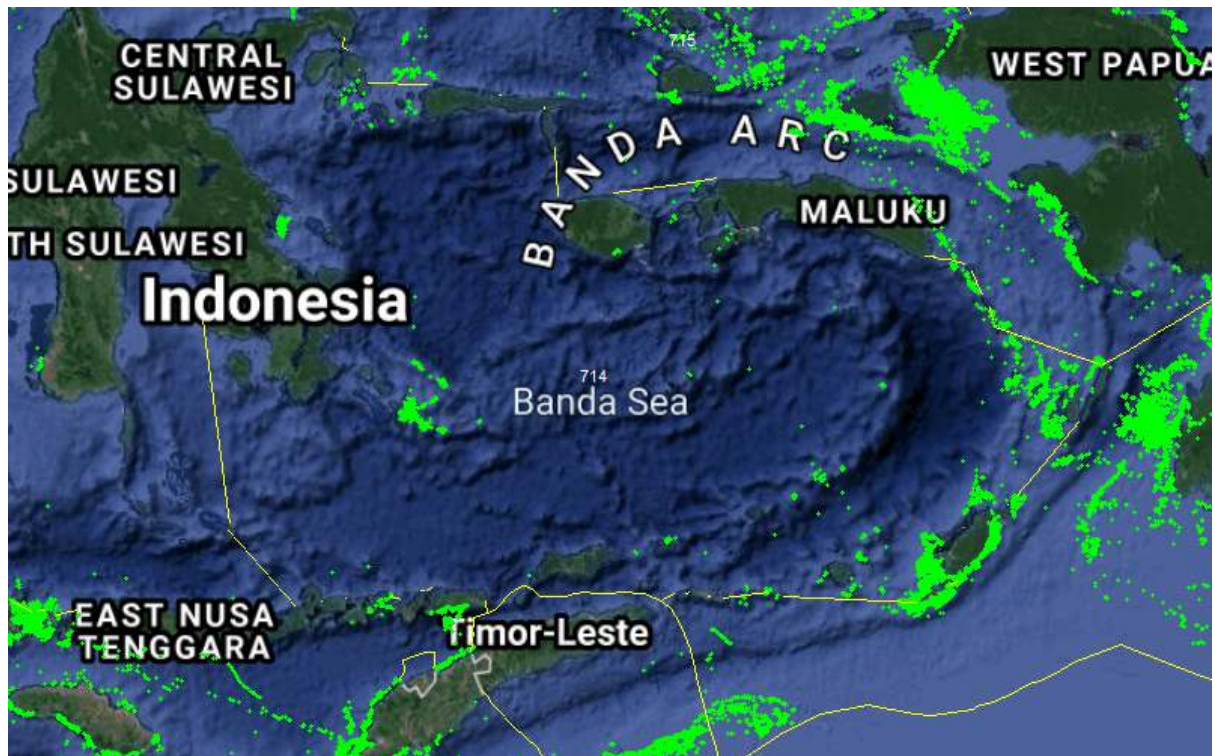 715
CENTRAL
SULAWESI
WEST PAPUA
BANDA ARC
SULAWESI
MALUKU
TH SULAWESI
Indonesia
714
Banda Sea
EAST NUSA
TENGGARA
Timor-Leste